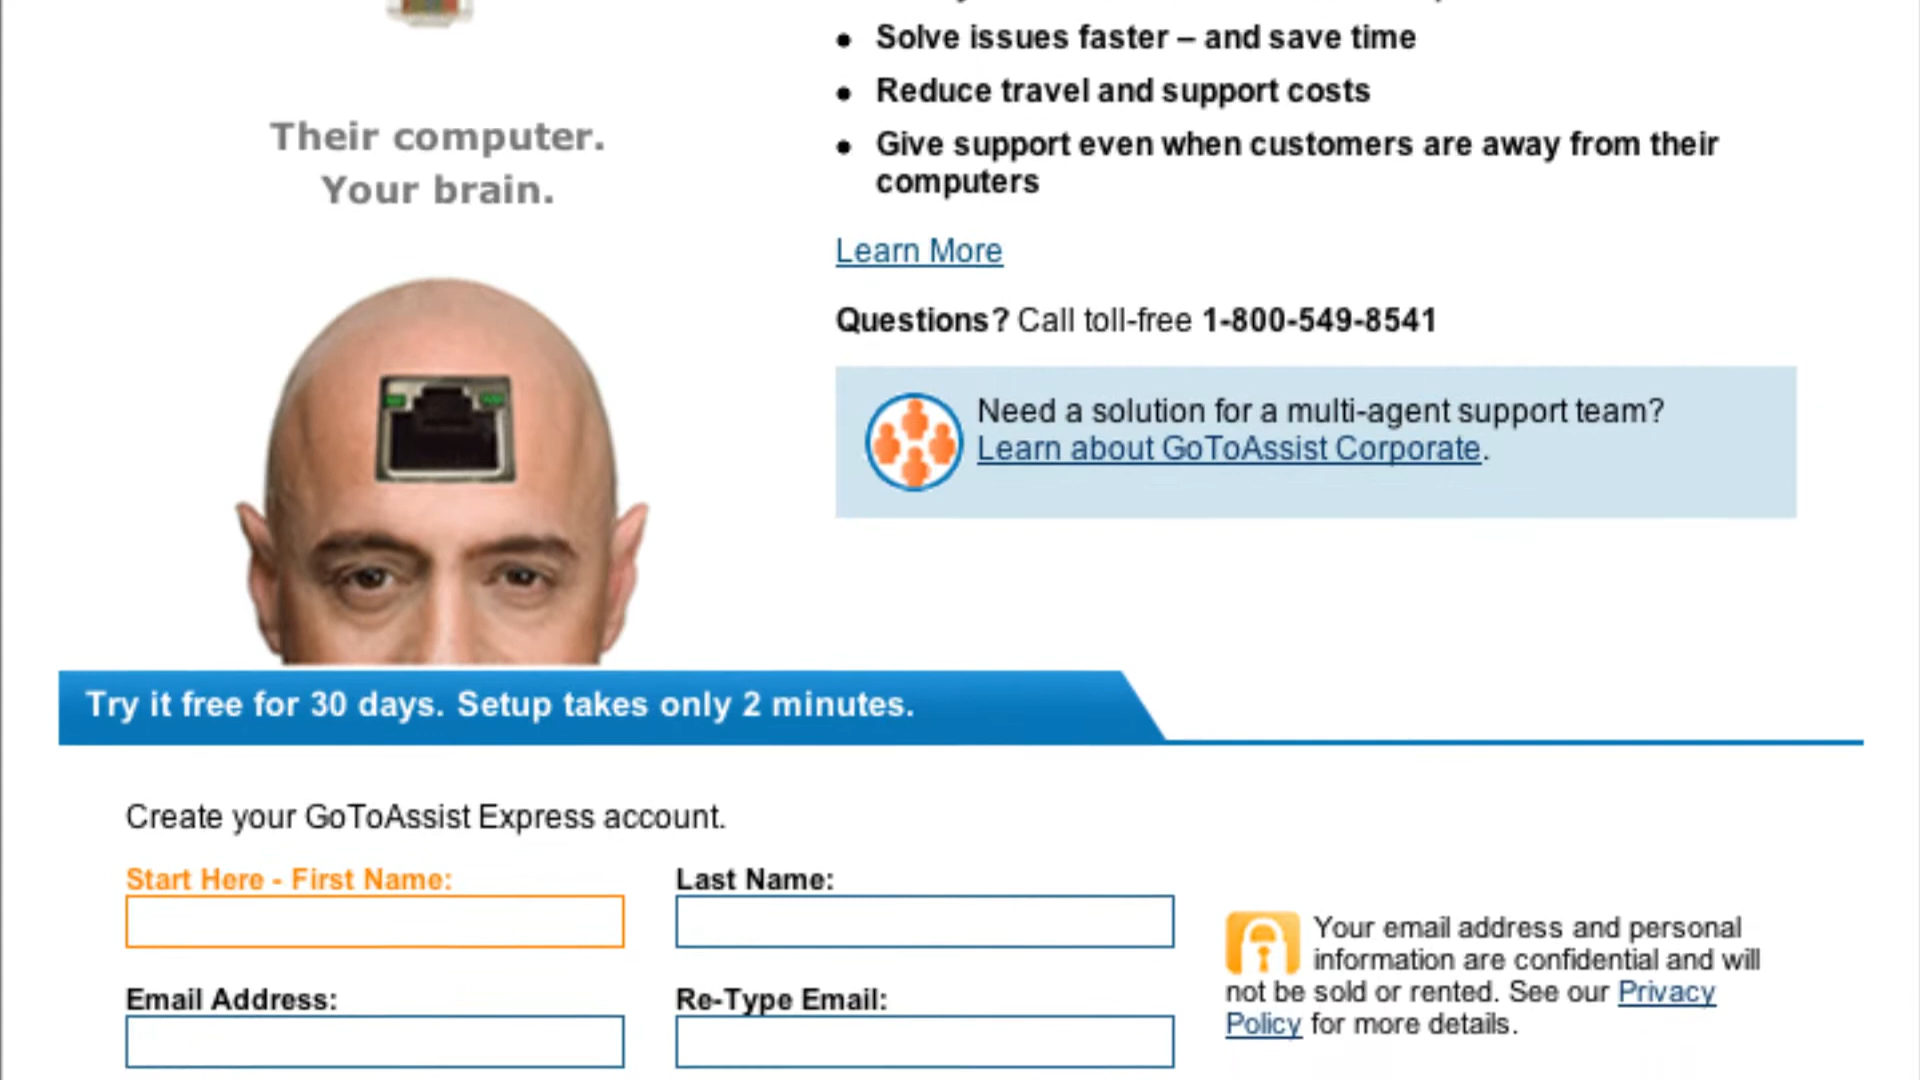 Their computer.
Your brain.
Solve issues faster – and save time
Reduce travel and support costs
Give support even when customers are away from their
computers
Learn More
Questions? Call toll-free 1-800-549-8541
Need a solution for a multi-agent support team?
Learn about GoToAssist Corporate.
Try it free for 30 days. Setup takes only 2 minutes.
Create your GoToAssist Express account.
Start Here - First Name:
Last Name:
Email Address:
Re-Type Email:
Your email address and personal
information are confidential and will
not be sold or rented. See our Privacy
Policy for more details.